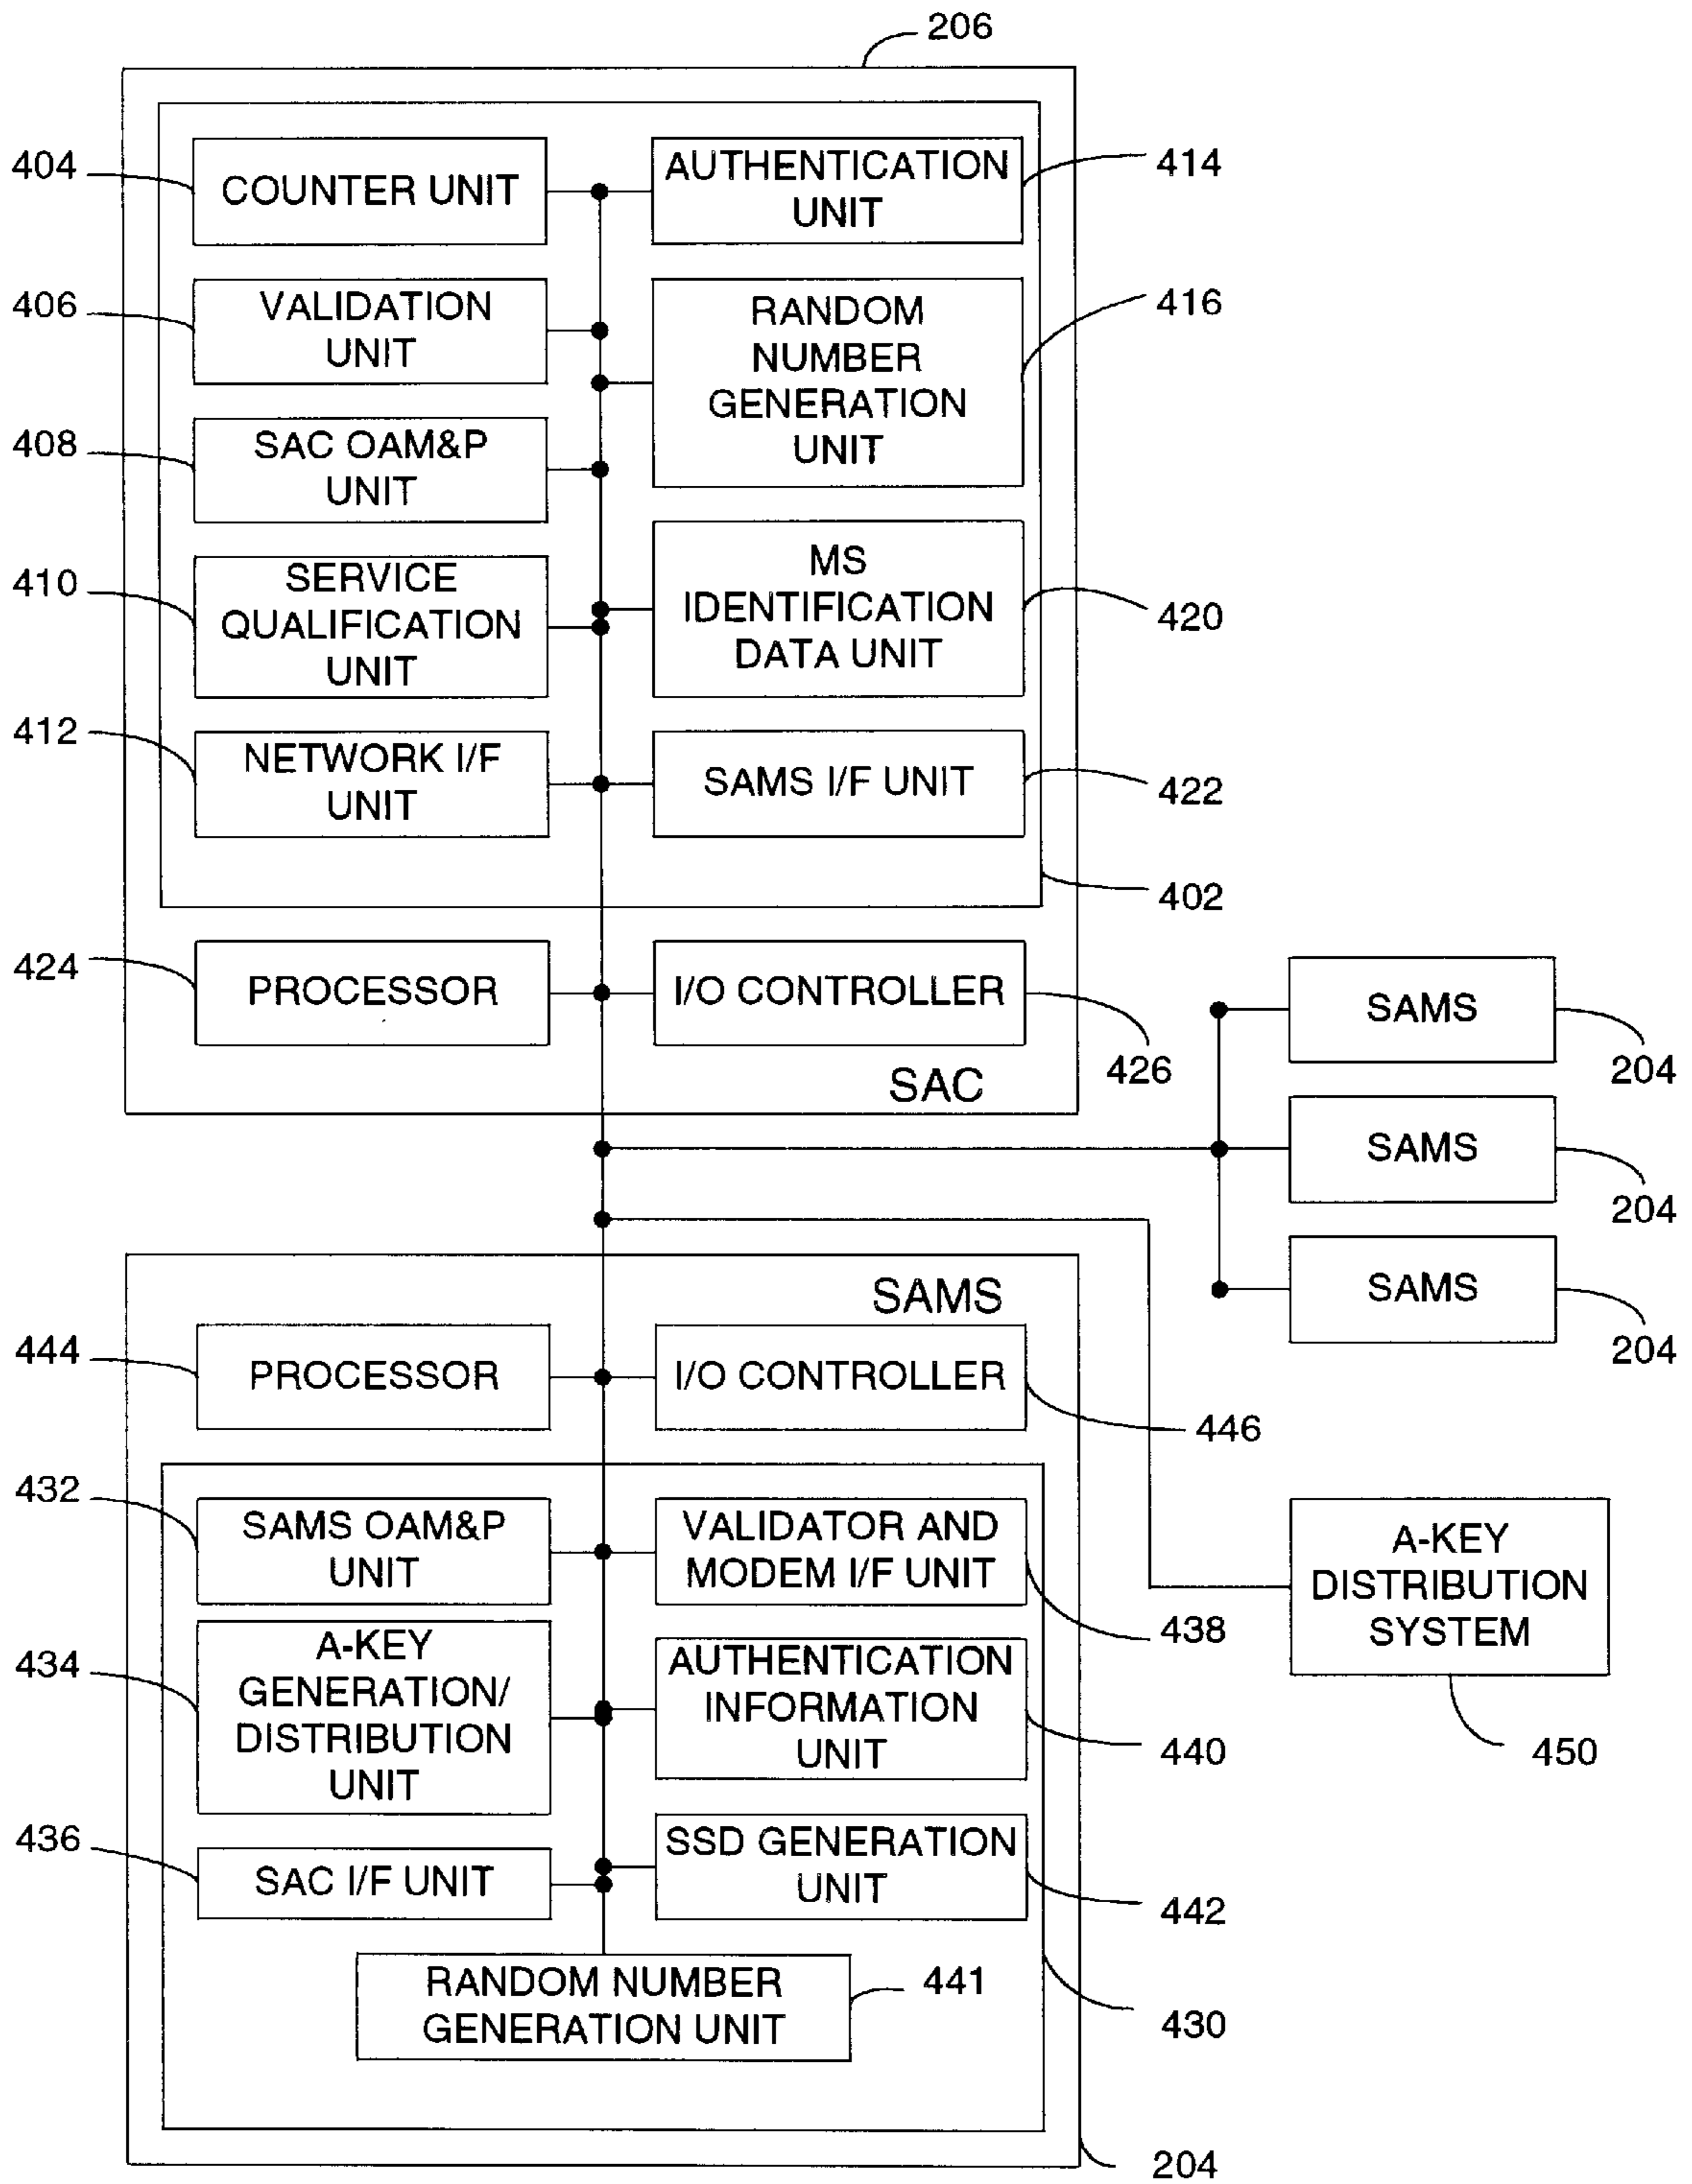 206
404
COUNTER UNIT
AUTHENTICATION
UNIT
414
406
VALIDATION
UNIT
RANDOM
NUMBER
GENERATION
UNIT
416
408
SAC OAM&P
UNIT
410
SERVICE
QUALIFICATION
UNIT
MS
IDENTIFICATION
DATA UNIT
420
412
NETWORK I/F
UNIT
SAMS I/F UNIT
422
402
424
PROCESSOR
I/O CONTROLLER
426
SAC
SAMS
204
SAMS
204
SAMS
204
SAMS
444
PROCESSOR
I/O CONTROLLER
446
432
SAMS OAM&P
UNIT
VALIDATOR AND
MODEM I/F UNIT
438
434
A-KEY
GENERATION/
DISTRIBUTION
UNIT
AUTHENTICATION
INFORMATION
UNIT
440
A-KEY
DISTRIBUTION
SYSTEM
450
436
SAC I/F UNIT
SSD GENERATION
UNIT
442
RANDOM NUMBER
GENERATION UNIT
441
430
204